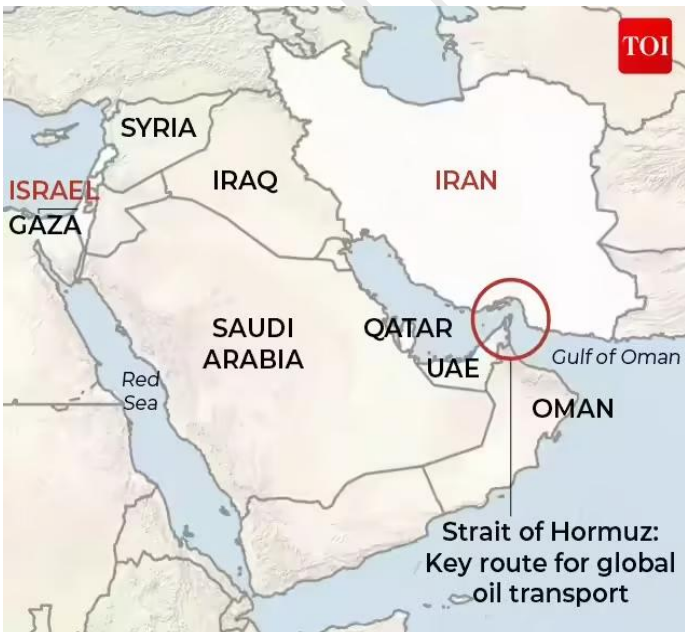 TOI
SYRIA
ISRAEL
IRAQ
IRAN
GAZA
SAUDI
ARABIA
QATAR
UAE
Gulf of Oman
Red
Sea
OMAN
Strait of Hormuz:
Key route for global
oil transport